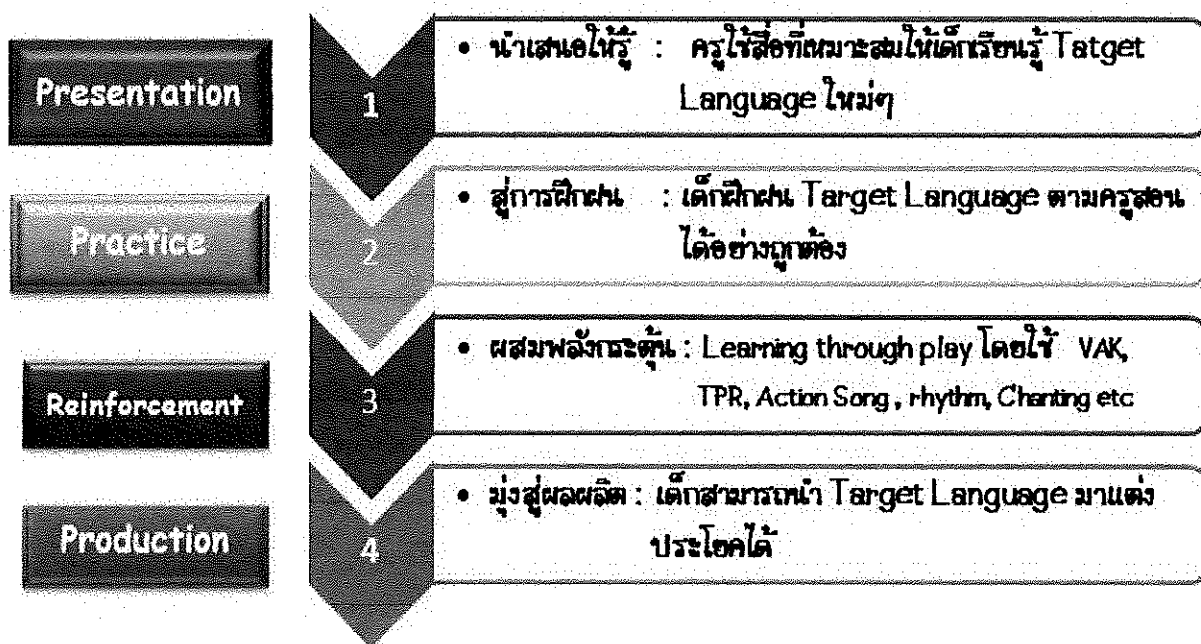 Presentation
1
• นำเสนอให้รู้ : ครูใช้สื่อที่เหมาะสมให้เด็กเรียนรู้ Tatget
Language ใหม่ๆ
Practice
2
• สู่การฝึกฝน : เด็กฝึกฝน Target Language ตามครูสอน
ได้อย่างถูกต้อง
Reinforcement
3
• ผสมพลังกระตุ้น : Learning through play โดยใช้ VAK,
TPR, Action Song , rhythm, Chanting etc
Production
4
• มุ่งสู่ผลผลิต : เด็กสามารถนำ Target Language มาแต่ง
ประโยคได้